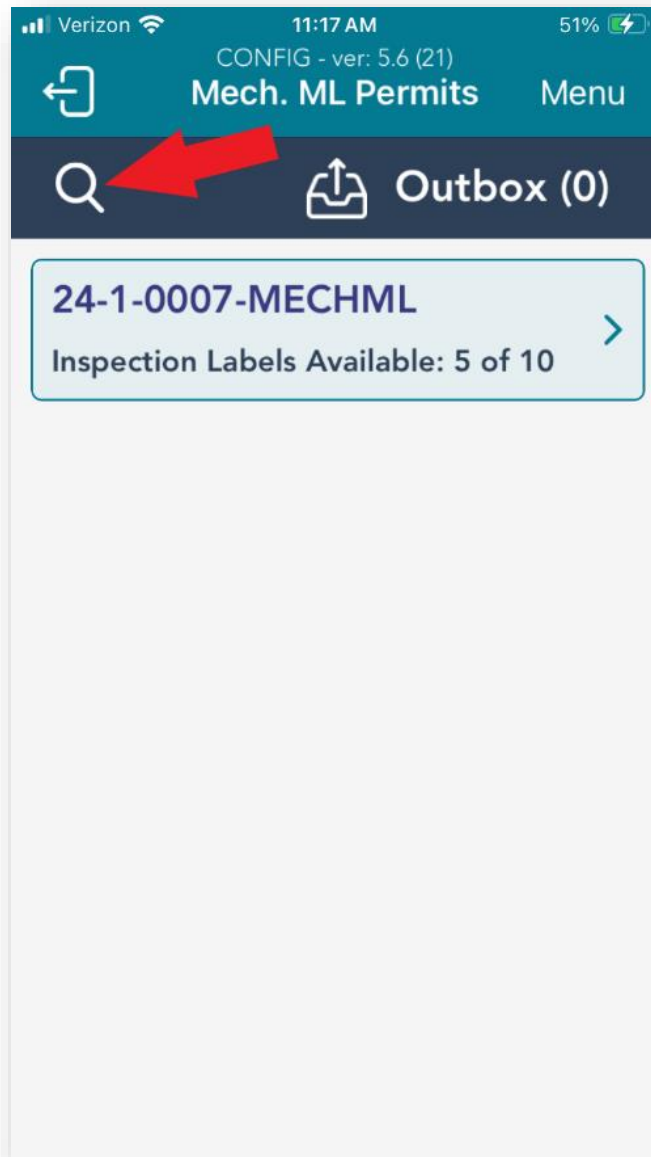 Verizon 11:17 AM 51%
CONFIG - ver: 5.6 (21)
Mech. ML Permits Menu
Outbox (0)
24-1-0007-MECHML
Inspection Labels Available: 5 of 10